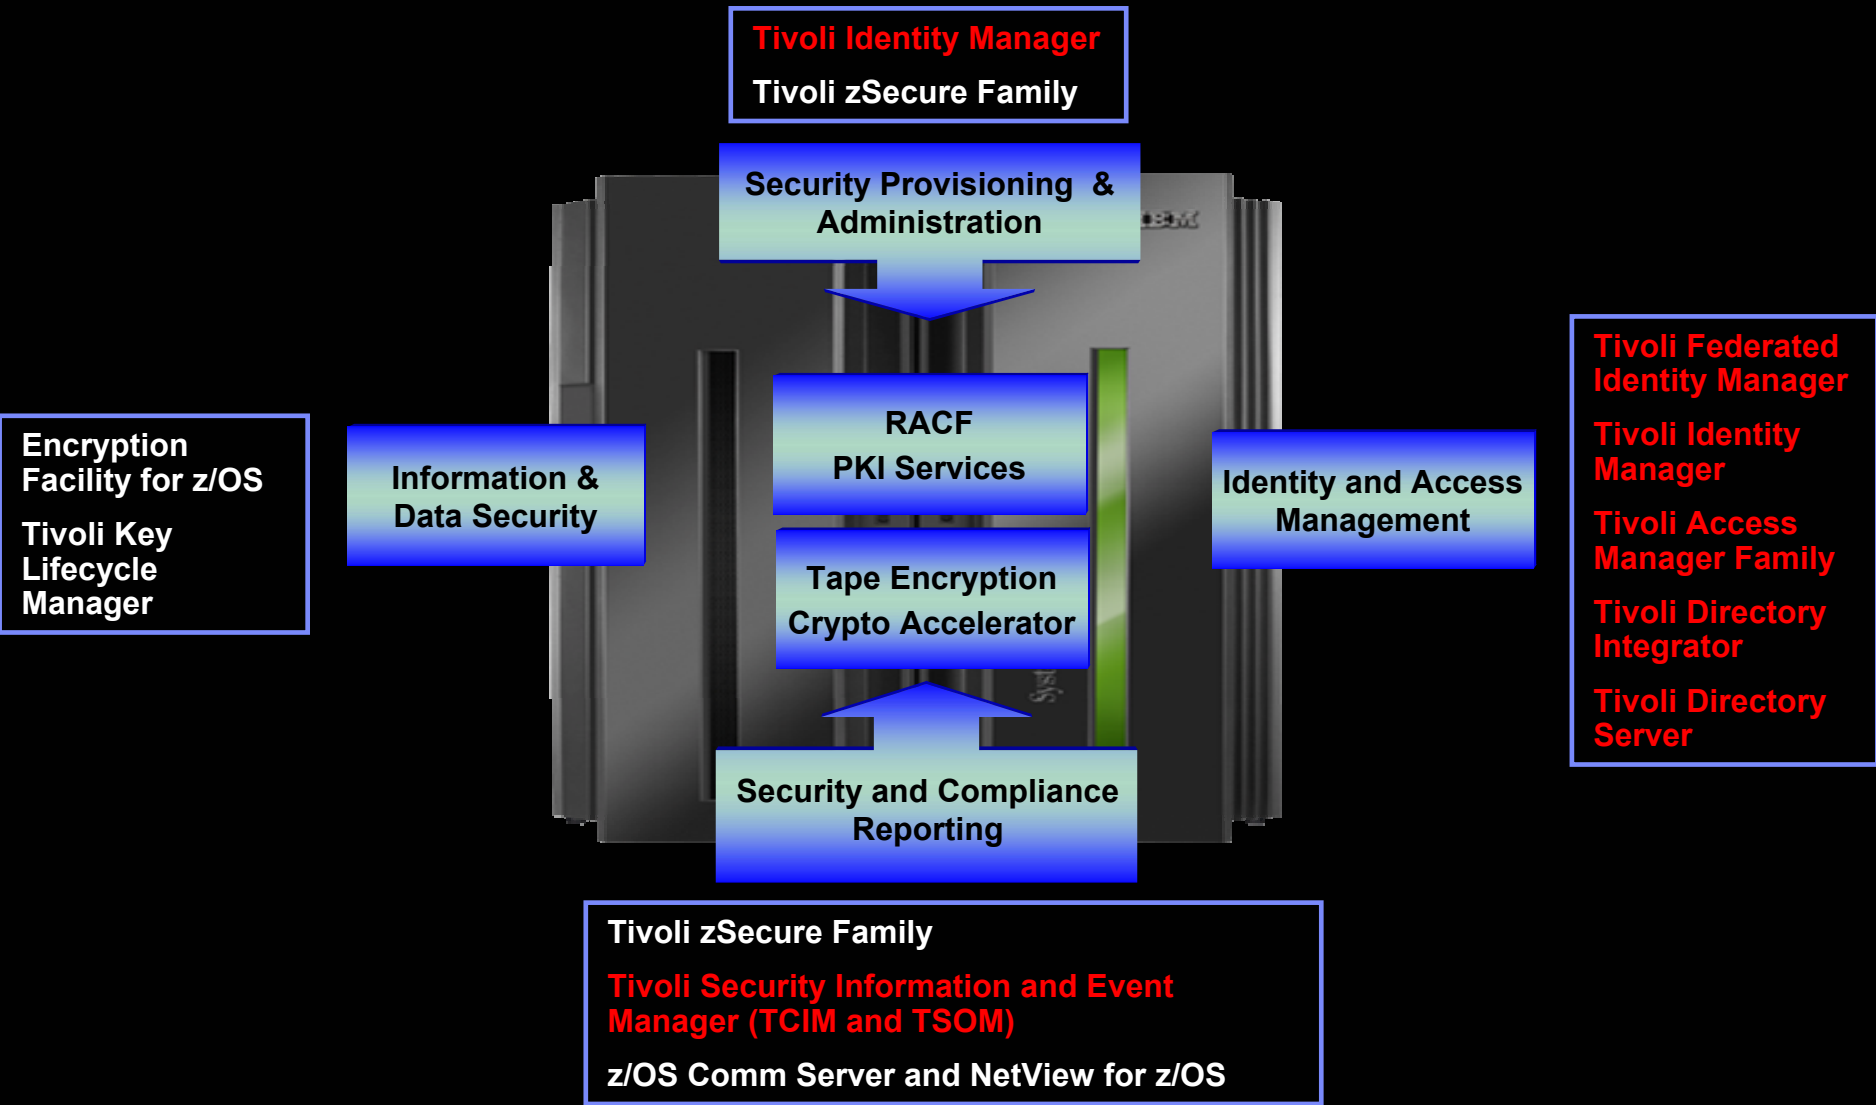 Tivoli Identity Manager
Tivoli zSecure Family
Security Provisioning &
Administration
IBM
Encryption
Facility for z/OS
Tivoli Key
Lifecycle
Manager
Information &
Data Security
RACF
PKI Services
Tape Encryption
Crypto Accelerator
Syst
Identity and Access
Management
Tivoli Federated
Identity Manager
Tivoli Identity
Manager
Tivoli Access
Manager Family
Tivoli Directory
Integrator
Tivoli Directory
Server
Security and Compliance
Reporting
Tivoli zSecure Family
Tivoli Security Information and Event
Manager (TCIM and TSOM)
z/OS Comm Server and NetView for z/OS